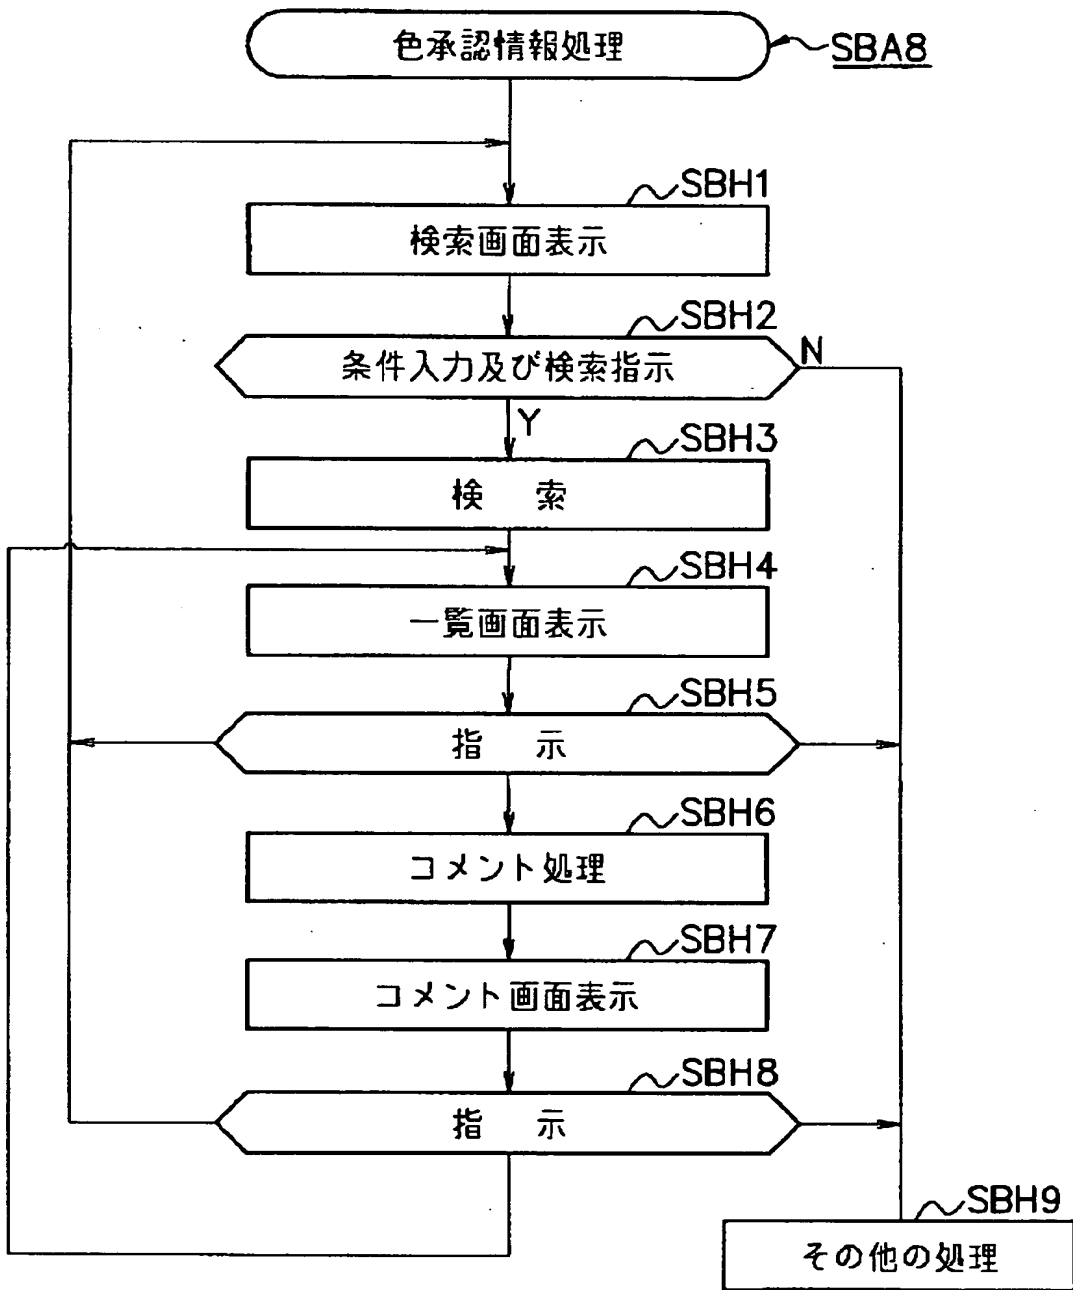 色承認情報処理
SBA8
SBH1
検索画面表示
SBH2
条件入力及び検索指示
N
Y
SBH3
検 索
SBH4
一覧画面表示
SBH5
指 示
SBH6
コメント処理
SBH7
コメント画面表示
SBH8
指 示
SBH9
その他の処理